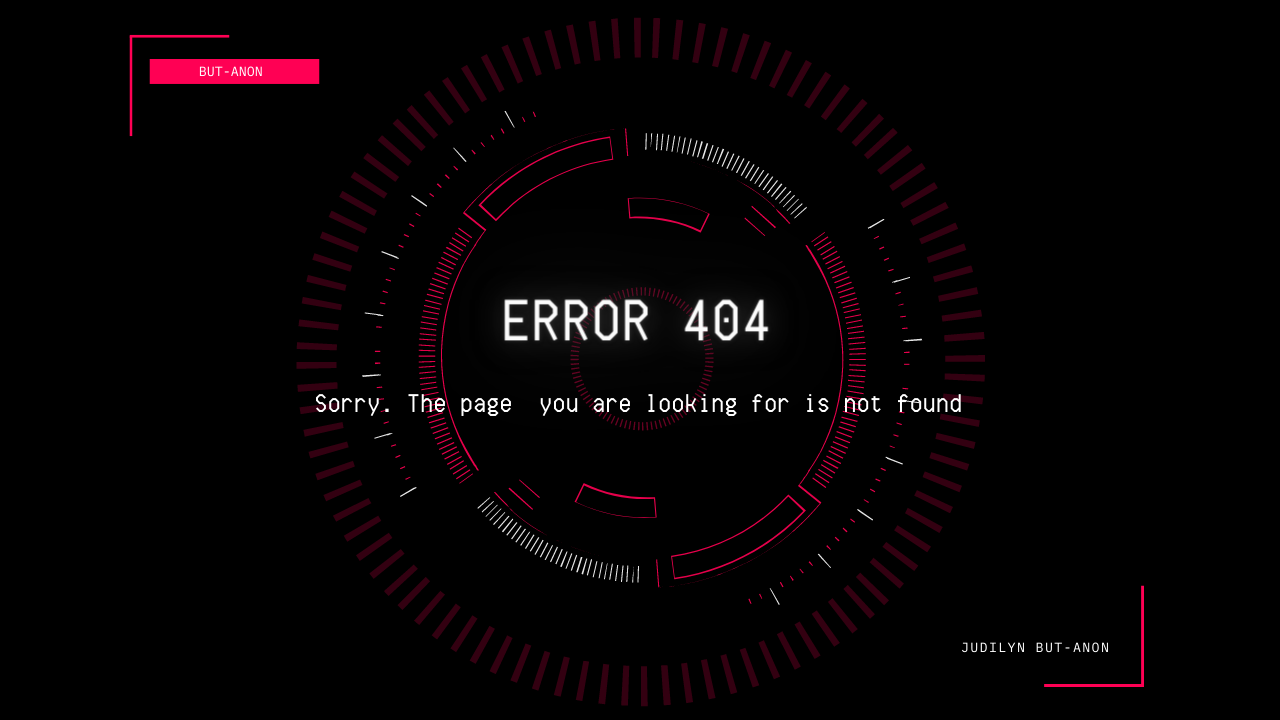 BUT-ANON
ERROR 404
Sorry. The page  you are looking for is not found
JUDILYN BUT-ANON